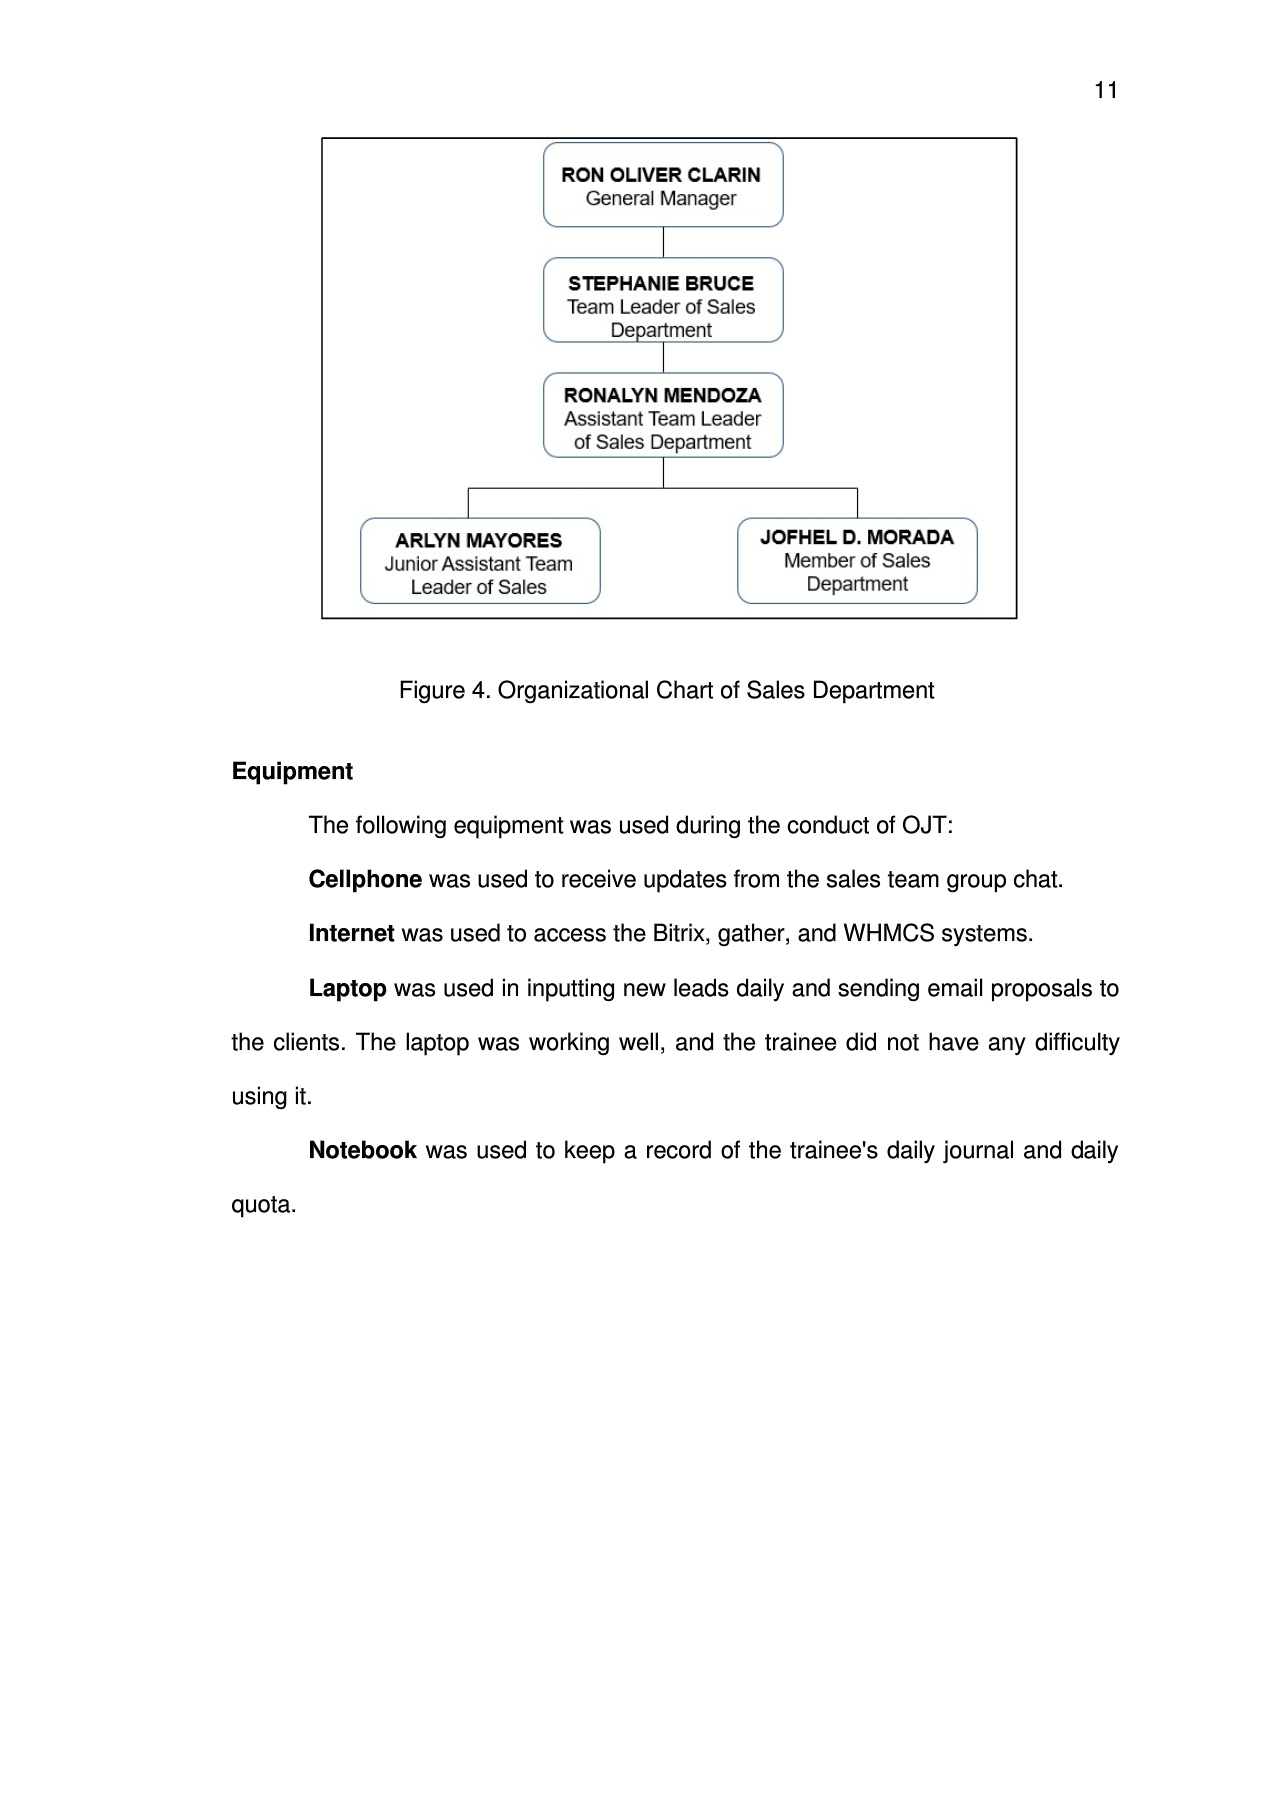 11
RON OLIVER CLARIN
General Manager
STEPHANIE BRUCE
Team Leader of Sales
Department
RONALYN MENDOZA
Assistant Team Leader
of Sales Department
ARLYN MAYORES
Junior Assistant Team
Leader of Sales
JOFHEL D. MORADA
Member of Sales
Department
Figure 4. Organizational Chart of Sales Department
Equipment
The following equipment was used during the conduct of OJT:
Cellphone was used to receive updates from the sales team group chat.
Internet was used to access the Bitrix, gather, and WHMCS systems.
Laptop was used in inputting new leads daily and sending email proposals to
the clients. The laptop was working well, and the trainee did not have any difficulty
using it.
Notebook was used to keep a record of the trainee's daily journal and daily
quota.